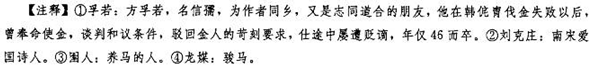 【注释】①孚若：方孚若，名信孺，为作者同乡，又是志同道合的朋友，他在韩侂胄伐金失败以后，
曾奉命使金，谈判和议条件，驳回金人的苛刻要求，仕途中屡遭贬谪，年仅 46 而卒。②刘克庄：南宋爱
国诗人。③圉人：养马的人。④龙媒：骏马。